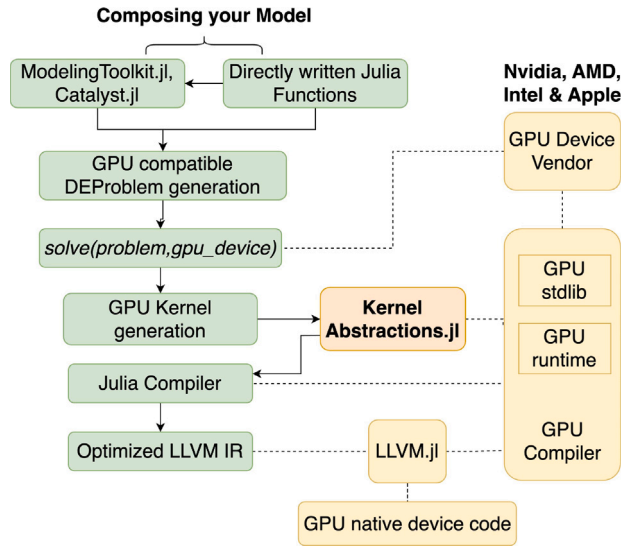 Composing your Model
ModelingToolkit.jl,
Catalyst.jl
Directly written Julia
Functions
Nvidia, AMD,
Intel & Apple
GPU Device
Vendor
GPU compatible
DEProblem generation
solve(problem,gpu_device)
GPU
stdlib
GPU Kernel
generation
Kernel
Abstractions.jl
GPU
runtime
Julia Compiler
GPU
Compiler
Optimized LLVM IR
LLVM.jl
GPU native device code